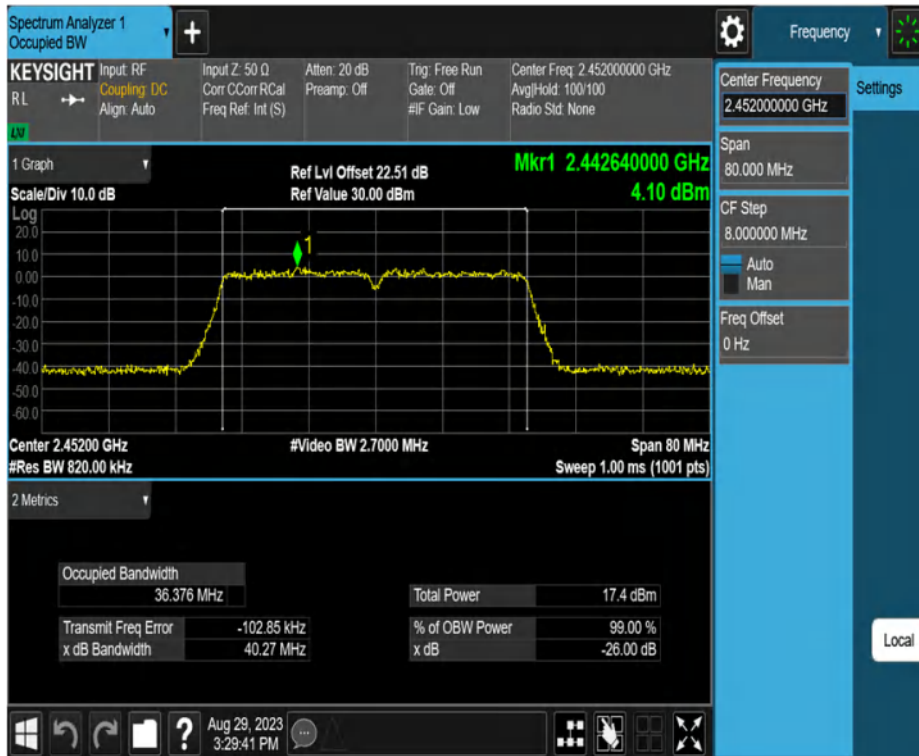 Spectrum Analyzer 1
Occupied BW
+
Frequency
KEYSIGHT
RL
LXI
Input: RF
Coupling: DC
Align: Auto
Input Z: 50 Ω
Corr CCorr RCal
Freq Ref: Int (S)
Atten: 20 dB
Preamp: Off
Trig: Free Run
Gate: Off
#IF Gain: Low
Center Freq: 2.452000000 GHz
Avg|Hold: 100/100
Radio Std: None
1 Graph
Scale/Div 10.0 dB
Ref Lvl Offset 22.51 dB
Ref Value 30.00 dBm
Mkr1 2.442640000 GHz
4.10 dBm
Log
20.0
10.0
0.00
-10.0
-20.0
-30.0
-40.0
-50.0
-60.0
1
Center 2.45200 GHz
#Video BW 2.7000 MHz
Span 80 MHz
#Res BW 820.00 kHz
Sweep 1.00 ms (1001 pts)
2 Metrics
Occupied Bandwidth
36.376 MHz
Total Power 17.4 dBm
Transmit Freq Error -102.85 kHz
% of OBW Power 99.00 %
x dB Bandwidth 40.27 MHz
x dB -26.00 dB
Center Frequency
2.452000000 GHz
Settings
Span
80.000 MHz
CF Step
8.000000 MHz
Auto
Man
Freq Offset
0 Hz
Local
?
Aug 29, 2023
3:29:41 PM